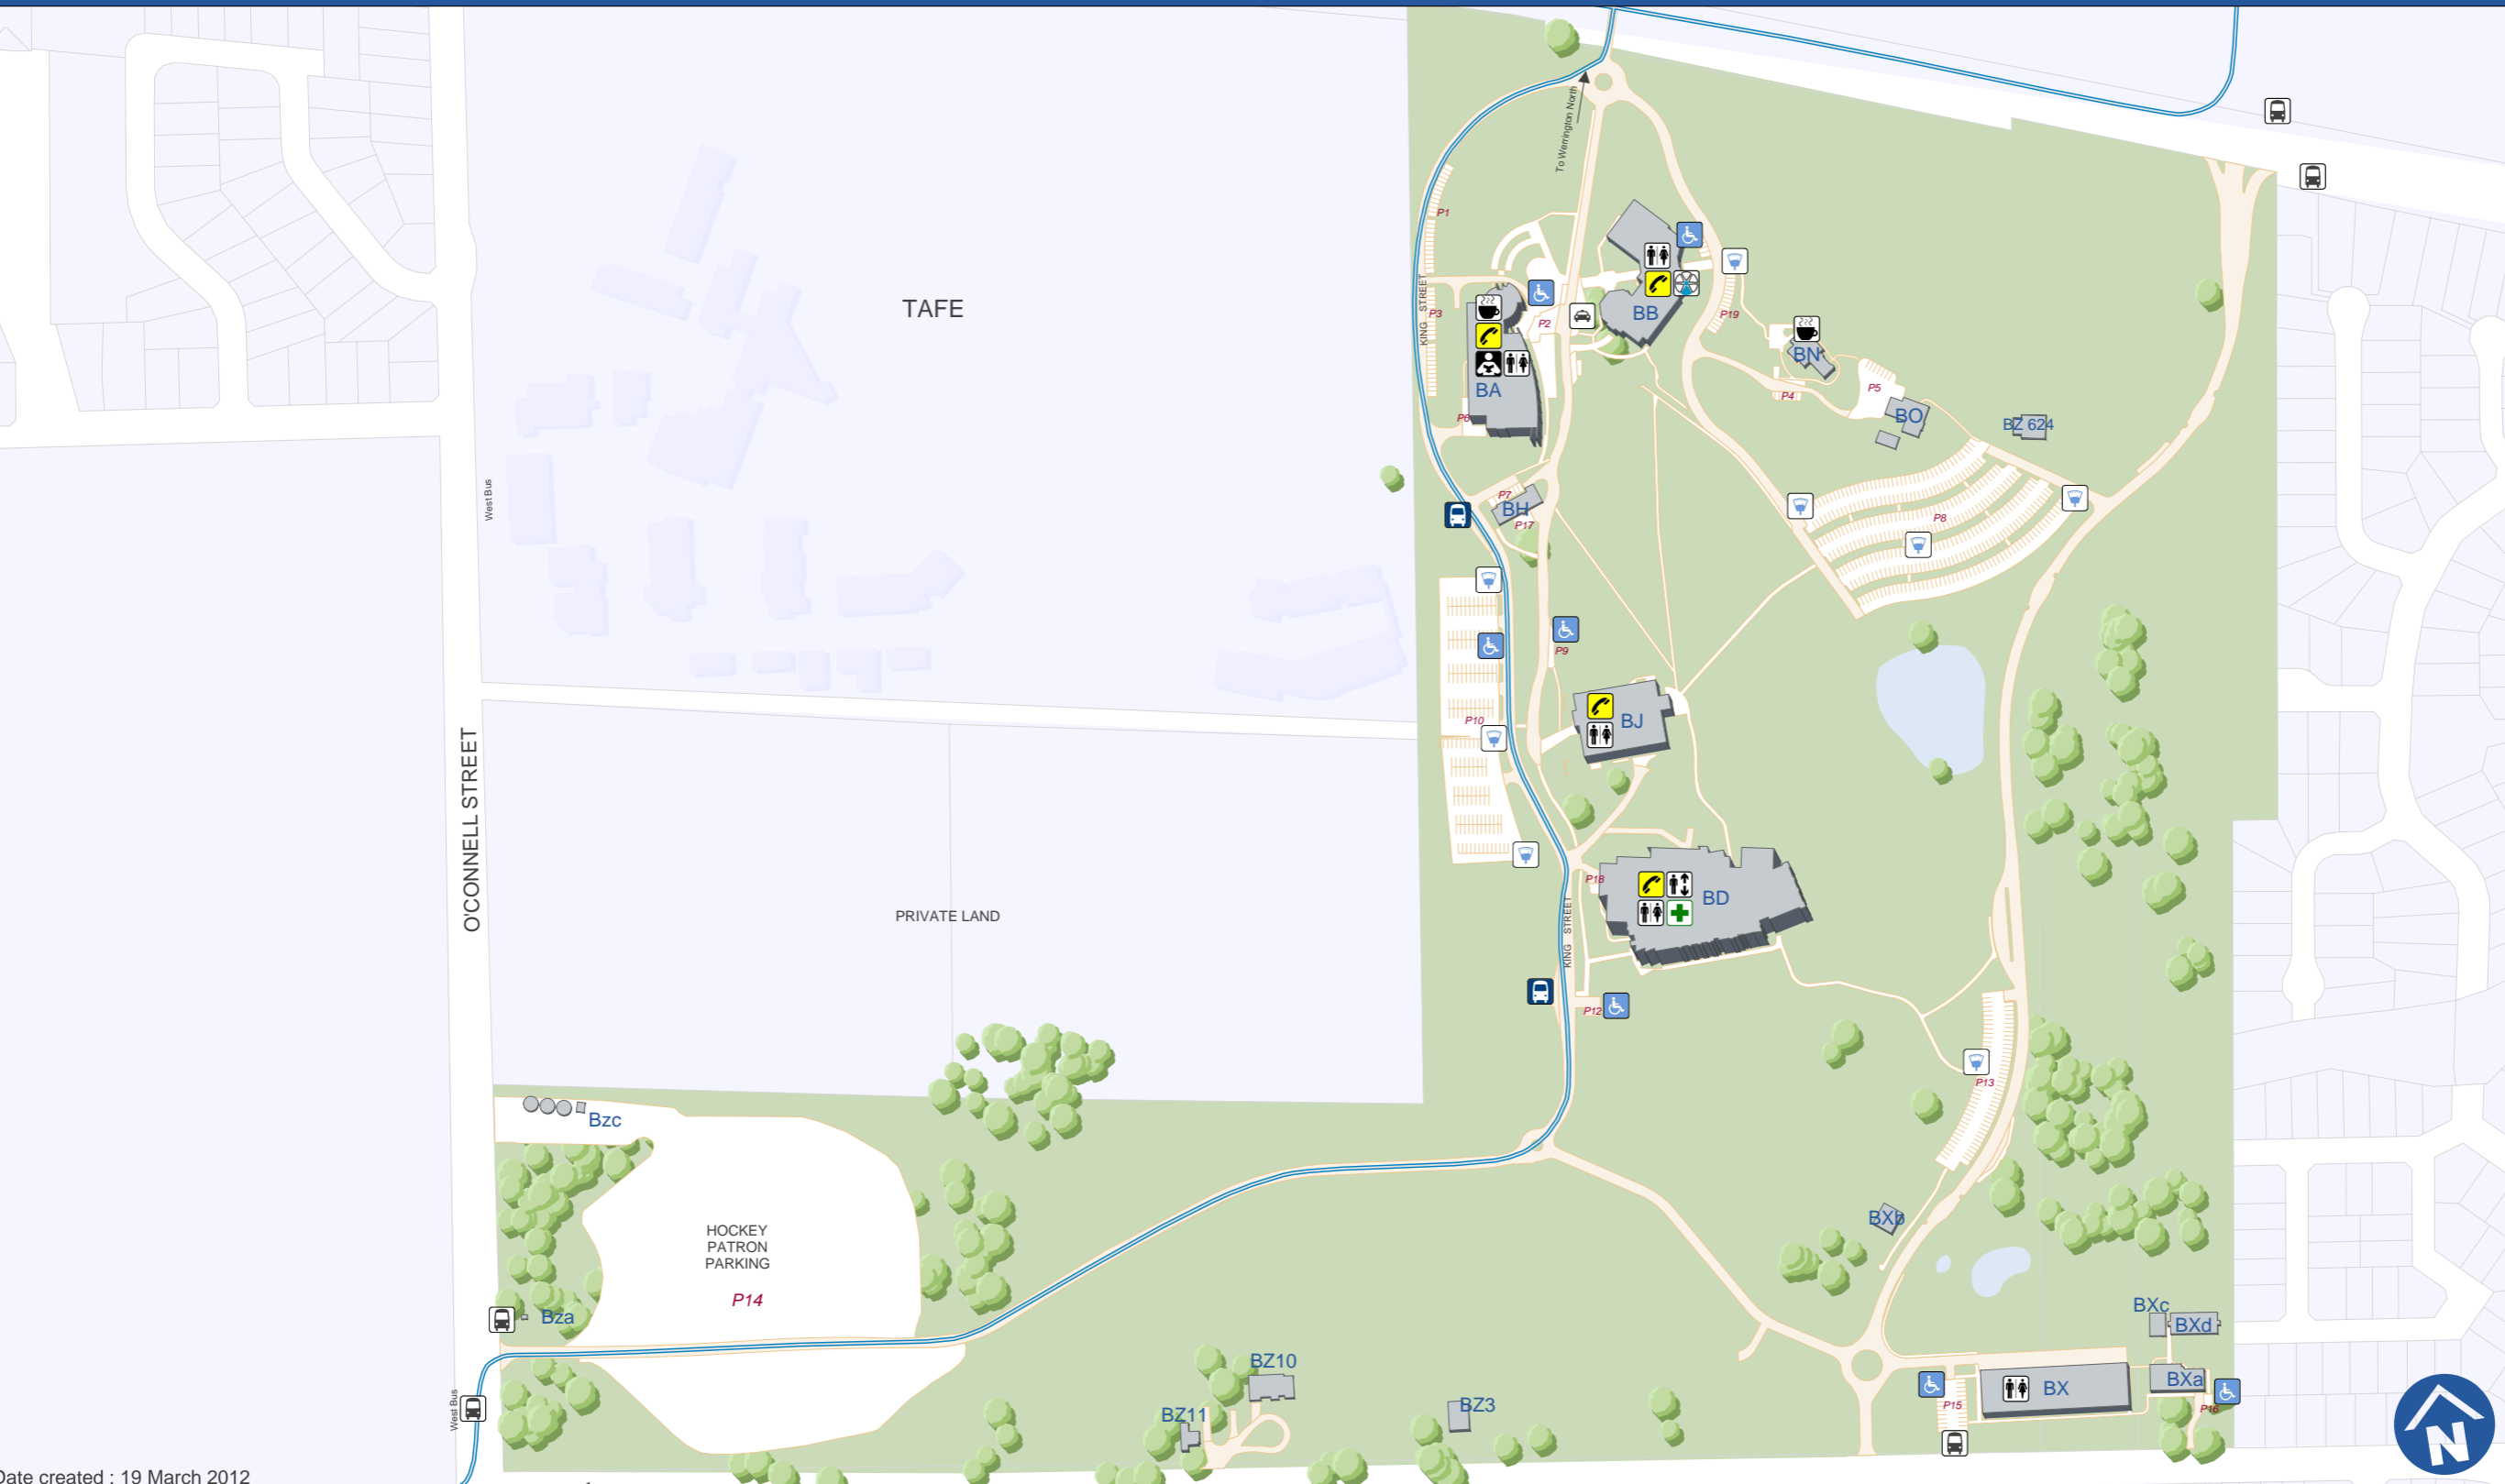 To Werrington North
P1
KING STREET
P3
TAFE
P2
BB
P19
BN
BA
P4
P5
P6
BO
BZ 624
West Bus
P7
BH
P17
P8
P9
P10
BJ
O'CONNELL STREET
PRIVATE LAND
P18
BD
KING STREET
P12
P13
Bzc
HOCKEY
PATRON
PARKING
P14
BXb
Bza
BXc
BXd
BZ10
BX
BXa
BZ3
P15
P16
BZ11
West Bus
N
Date created : 19 March 2012